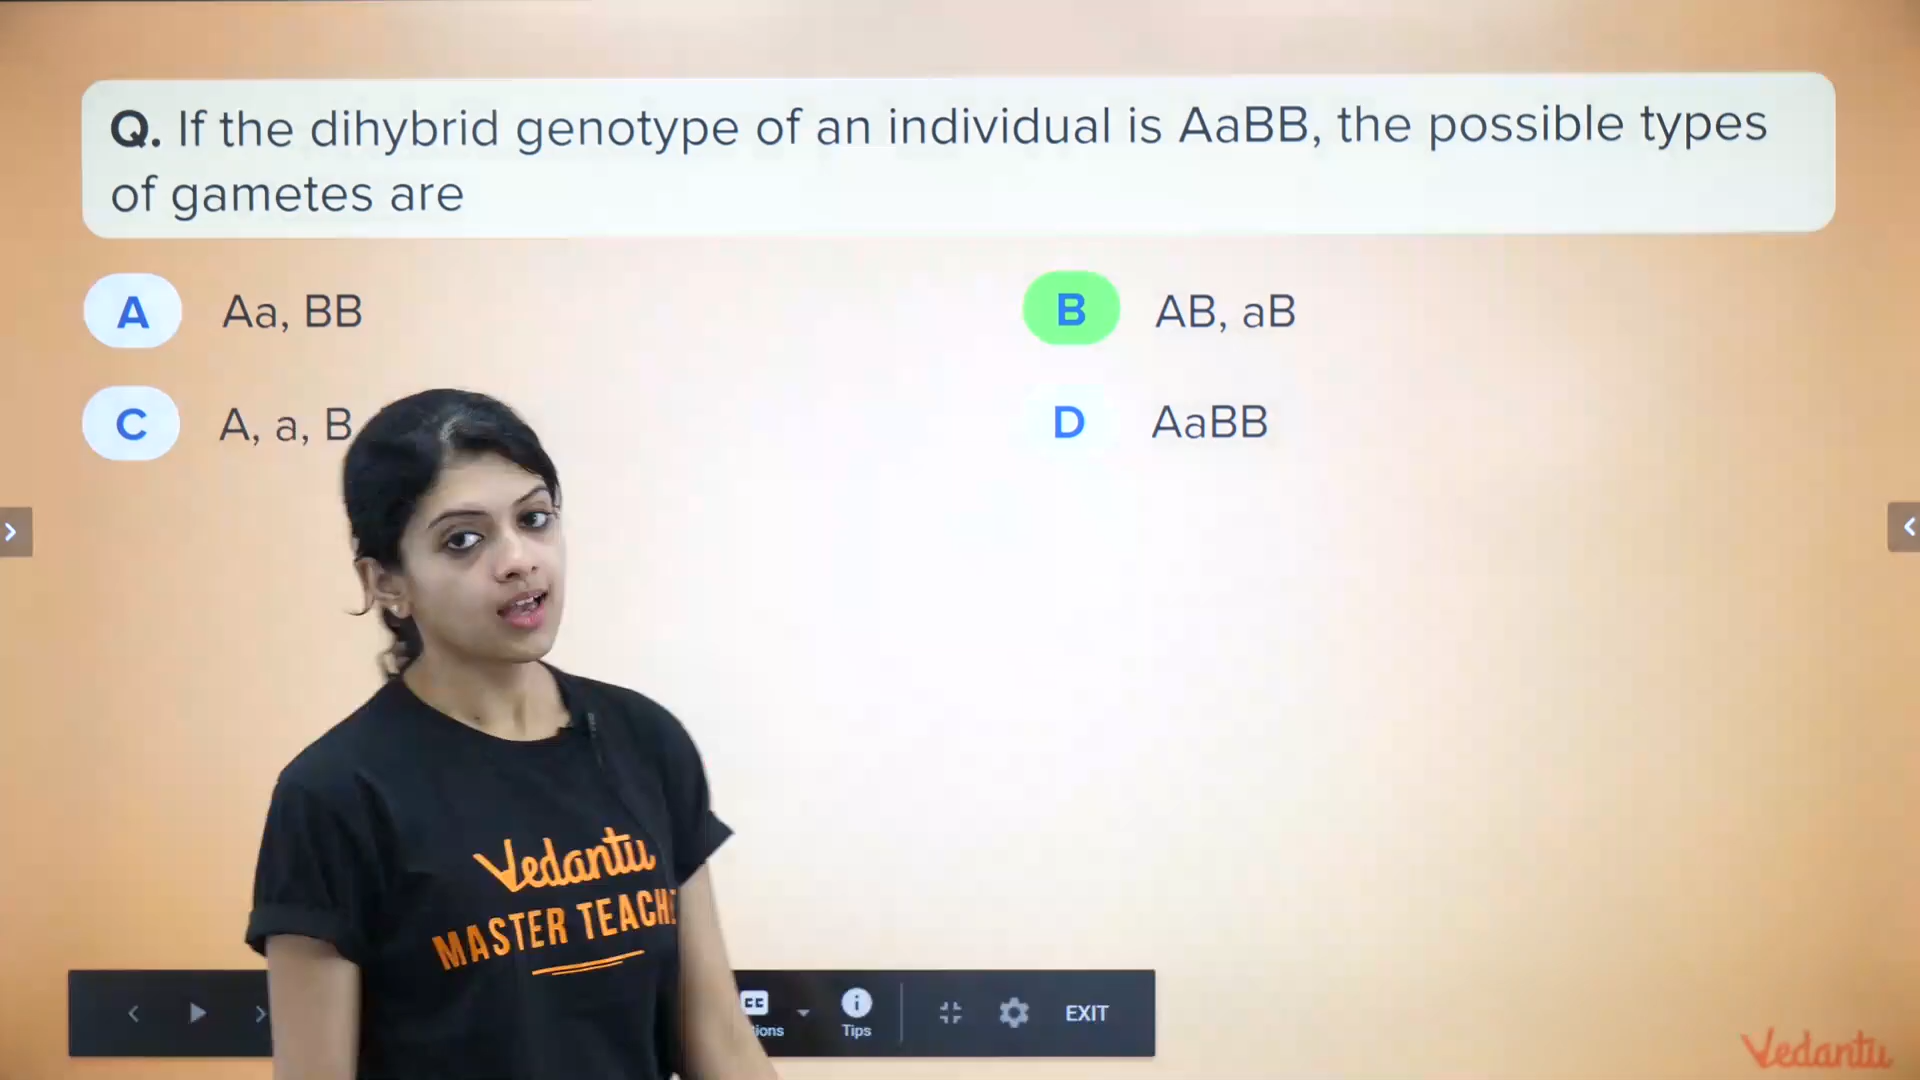 Q. If the dihybrid genotype of an individual is AaBB, the possible types
of gametes are
A Aa, BB
B AB, aB
C A, a, B
D AaBB
Vedantu
MASTER TEACHE
Tips
EXIT
Vedantu